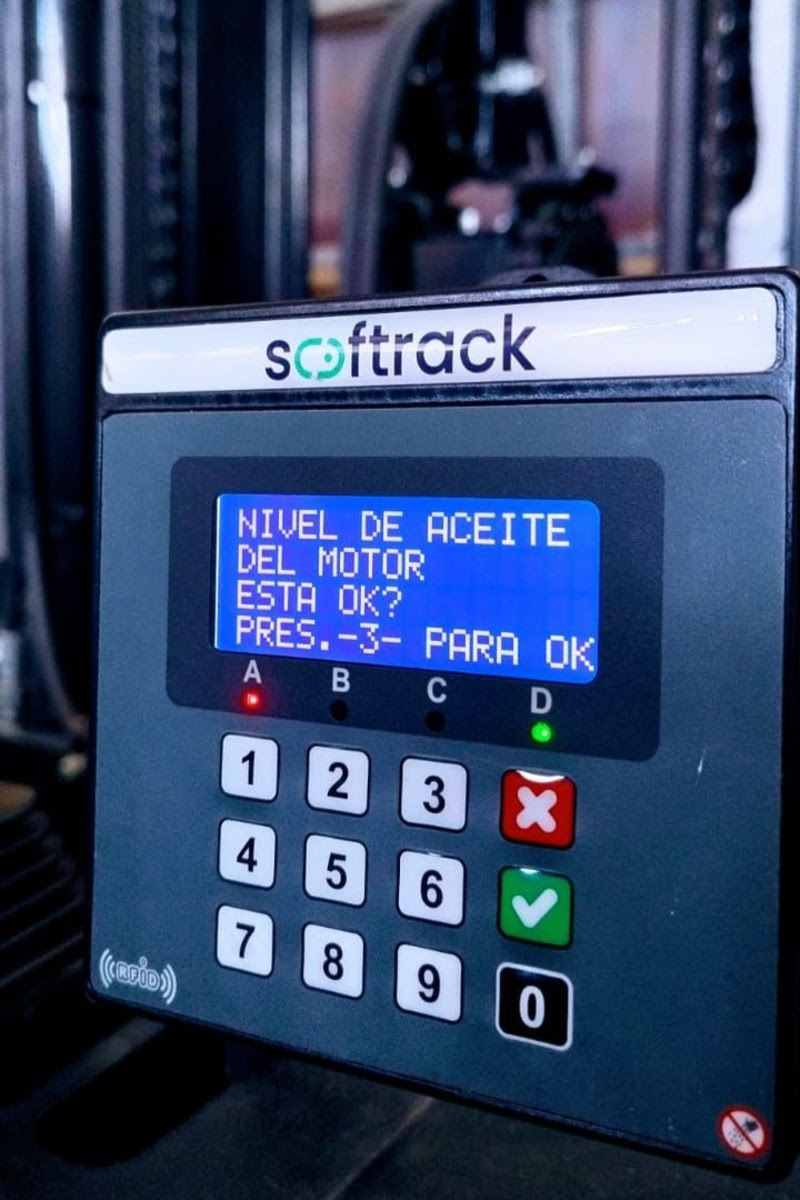 softrack
NIVEL DE ACEITE
DEL MOTOR
ESTA OK?
PRES.-3- PARA OK
A B C D
1 2 3
4 5 6
7 8 9 0
RFID